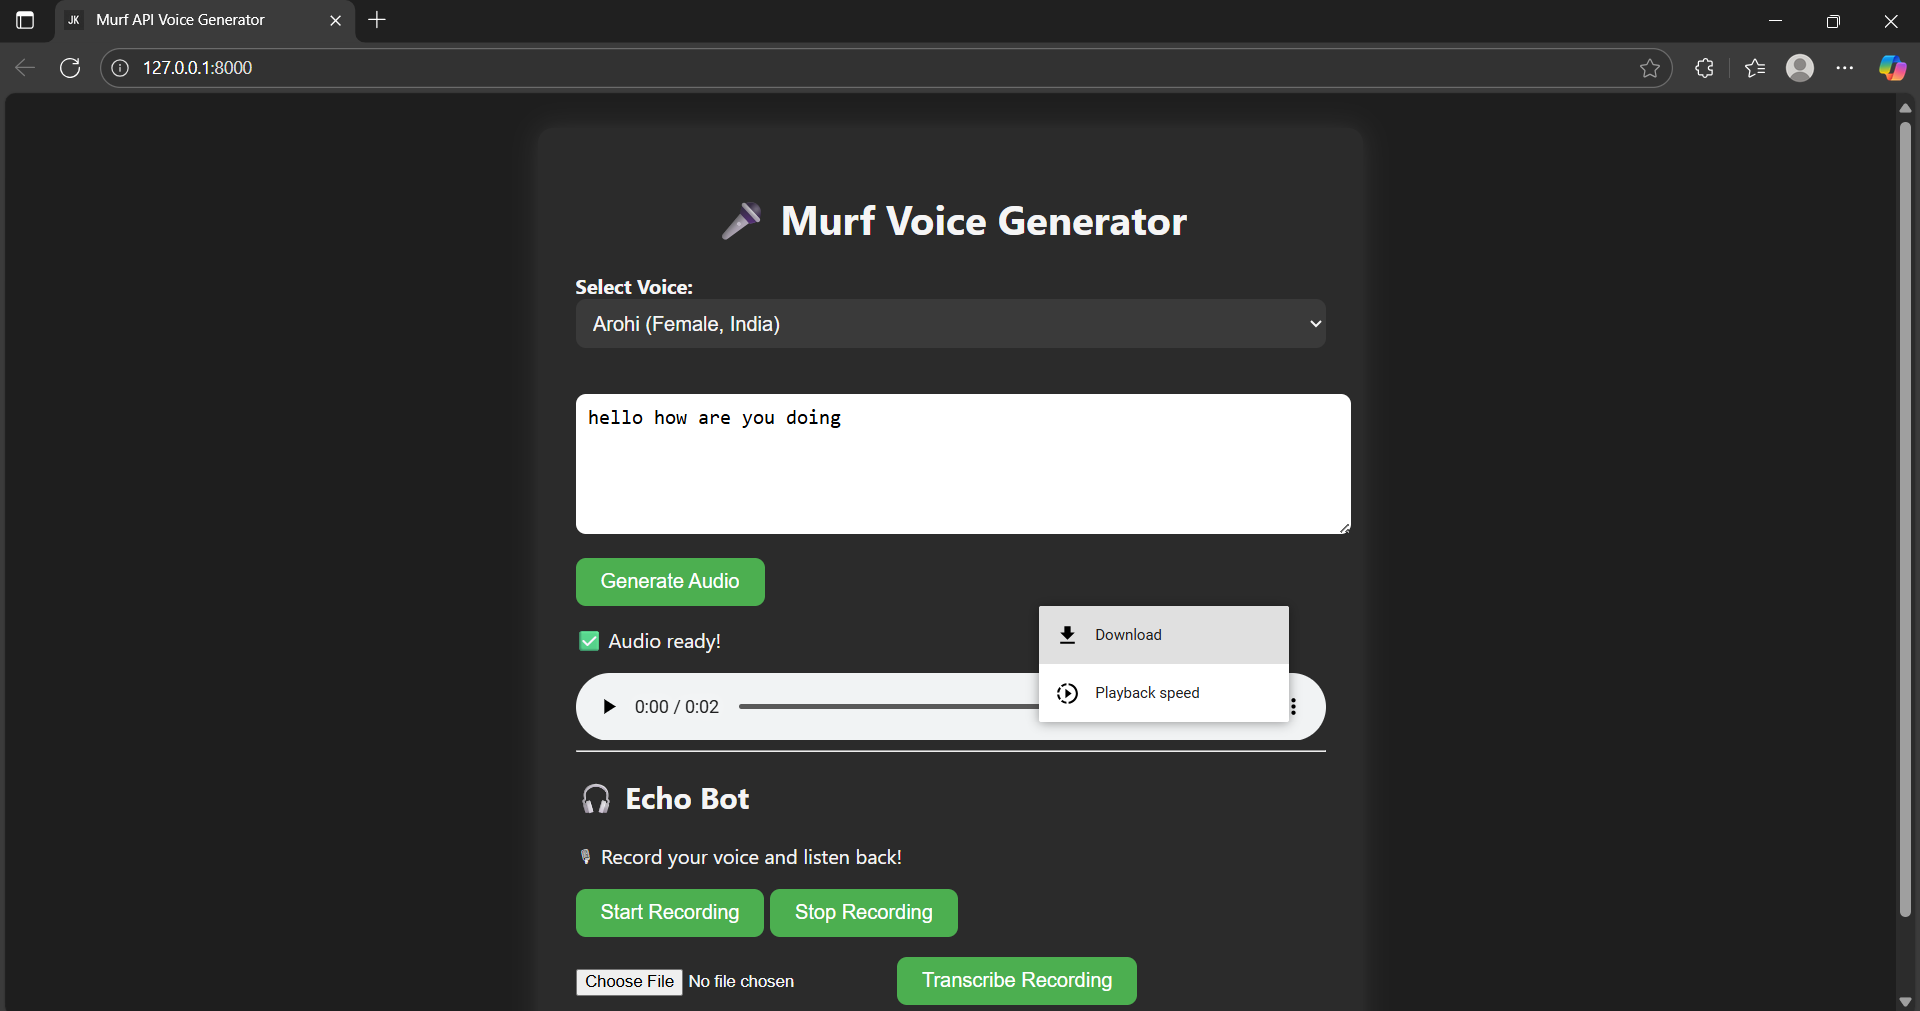 JK Murf API Voice Generator
127.0.0.1:8000
Murf Voice Generator
Select Voice:
Arohi (Female, India)
hello how are you doing
Generate Audio
Audio ready!
Download
Playback speed
0:00 / 0:02
Echo Bot
Record your voice and listen back!
Start Recording Stop Recording
Choose File No file chosen Transcribe Recording